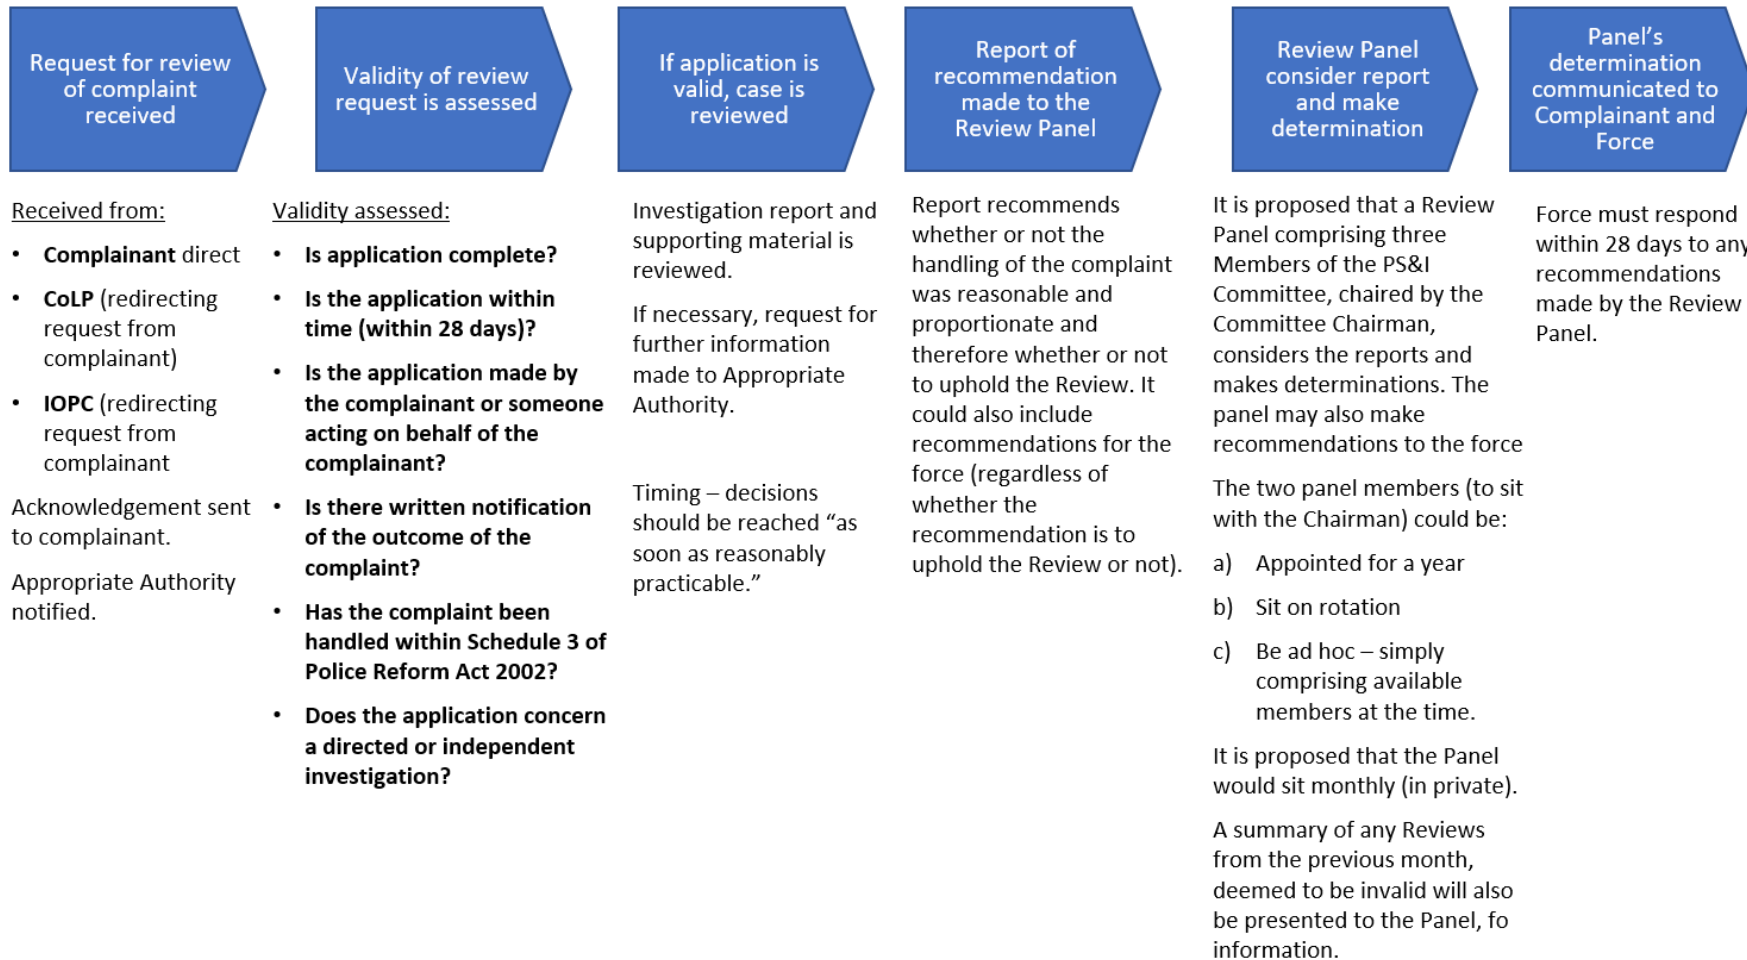 Request for review
of complaint
received
Validity of review
request is assessed
If application is
valid, case is
reviewed
Report of
recommendation
made to the
Review Panel
Review Panel
consider report
and make
determination
Panel’s
determination
communicated to
Complainant and
Force
Received from:
• Complainant direct
• CoLP (redirecting
request from
complainant)
• IOPC (redirecting
request from
complainant
Acknowledgement sent
to complainant.
Appropriate Authority
notified.
Validity assessed:
• Is application complete?
• Is the application within
time (within 28 days)?
• Is the application made by
the complainant or someone
acting on behalf of the
complainant?
• Is there written notification
of the outcome of the
complaint?
• Has the complaint been
handled within Schedule 3 of
Police Reform Act 2002?
• Does the application concern
a directed or independent
investigation?
Investigation report and
supporting material is
reviewed.
If necessary, request for
further information
made to Appropriate
Authority.
Timing – decisions
should be reached “as
soon as reasonably
practicable.”
Report recommends
whether or not the
handling of the complaint
was reasonable and
proportionate and
therefore whether or not
to uphold the Review. It
could also include
recommendations for the
force (regardless of
whether the
recommendation is to
uphold the Review or not).
It is proposed that a Review
Panel comprising three
Members of the PS&I
Committee, chaired by the
Committee Chairman,
considers the reports and
makes determinations. The
panel may also make
recommendations to the force
The two panel members (to sit
with the Chairman) could be:
a) Appointed for a year
b) Sit on rotation
c) Be ad hoc – simply
comprising available
members at the time.
It is proposed that the Panel
would sit monthly (in private).
A summary of any Reviews
from the previous month,
deemed to be invalid will also
be presented to the Panel, fo
information.
Force must respond
within 28 days to any
recommendations
made by the Review
Panel.